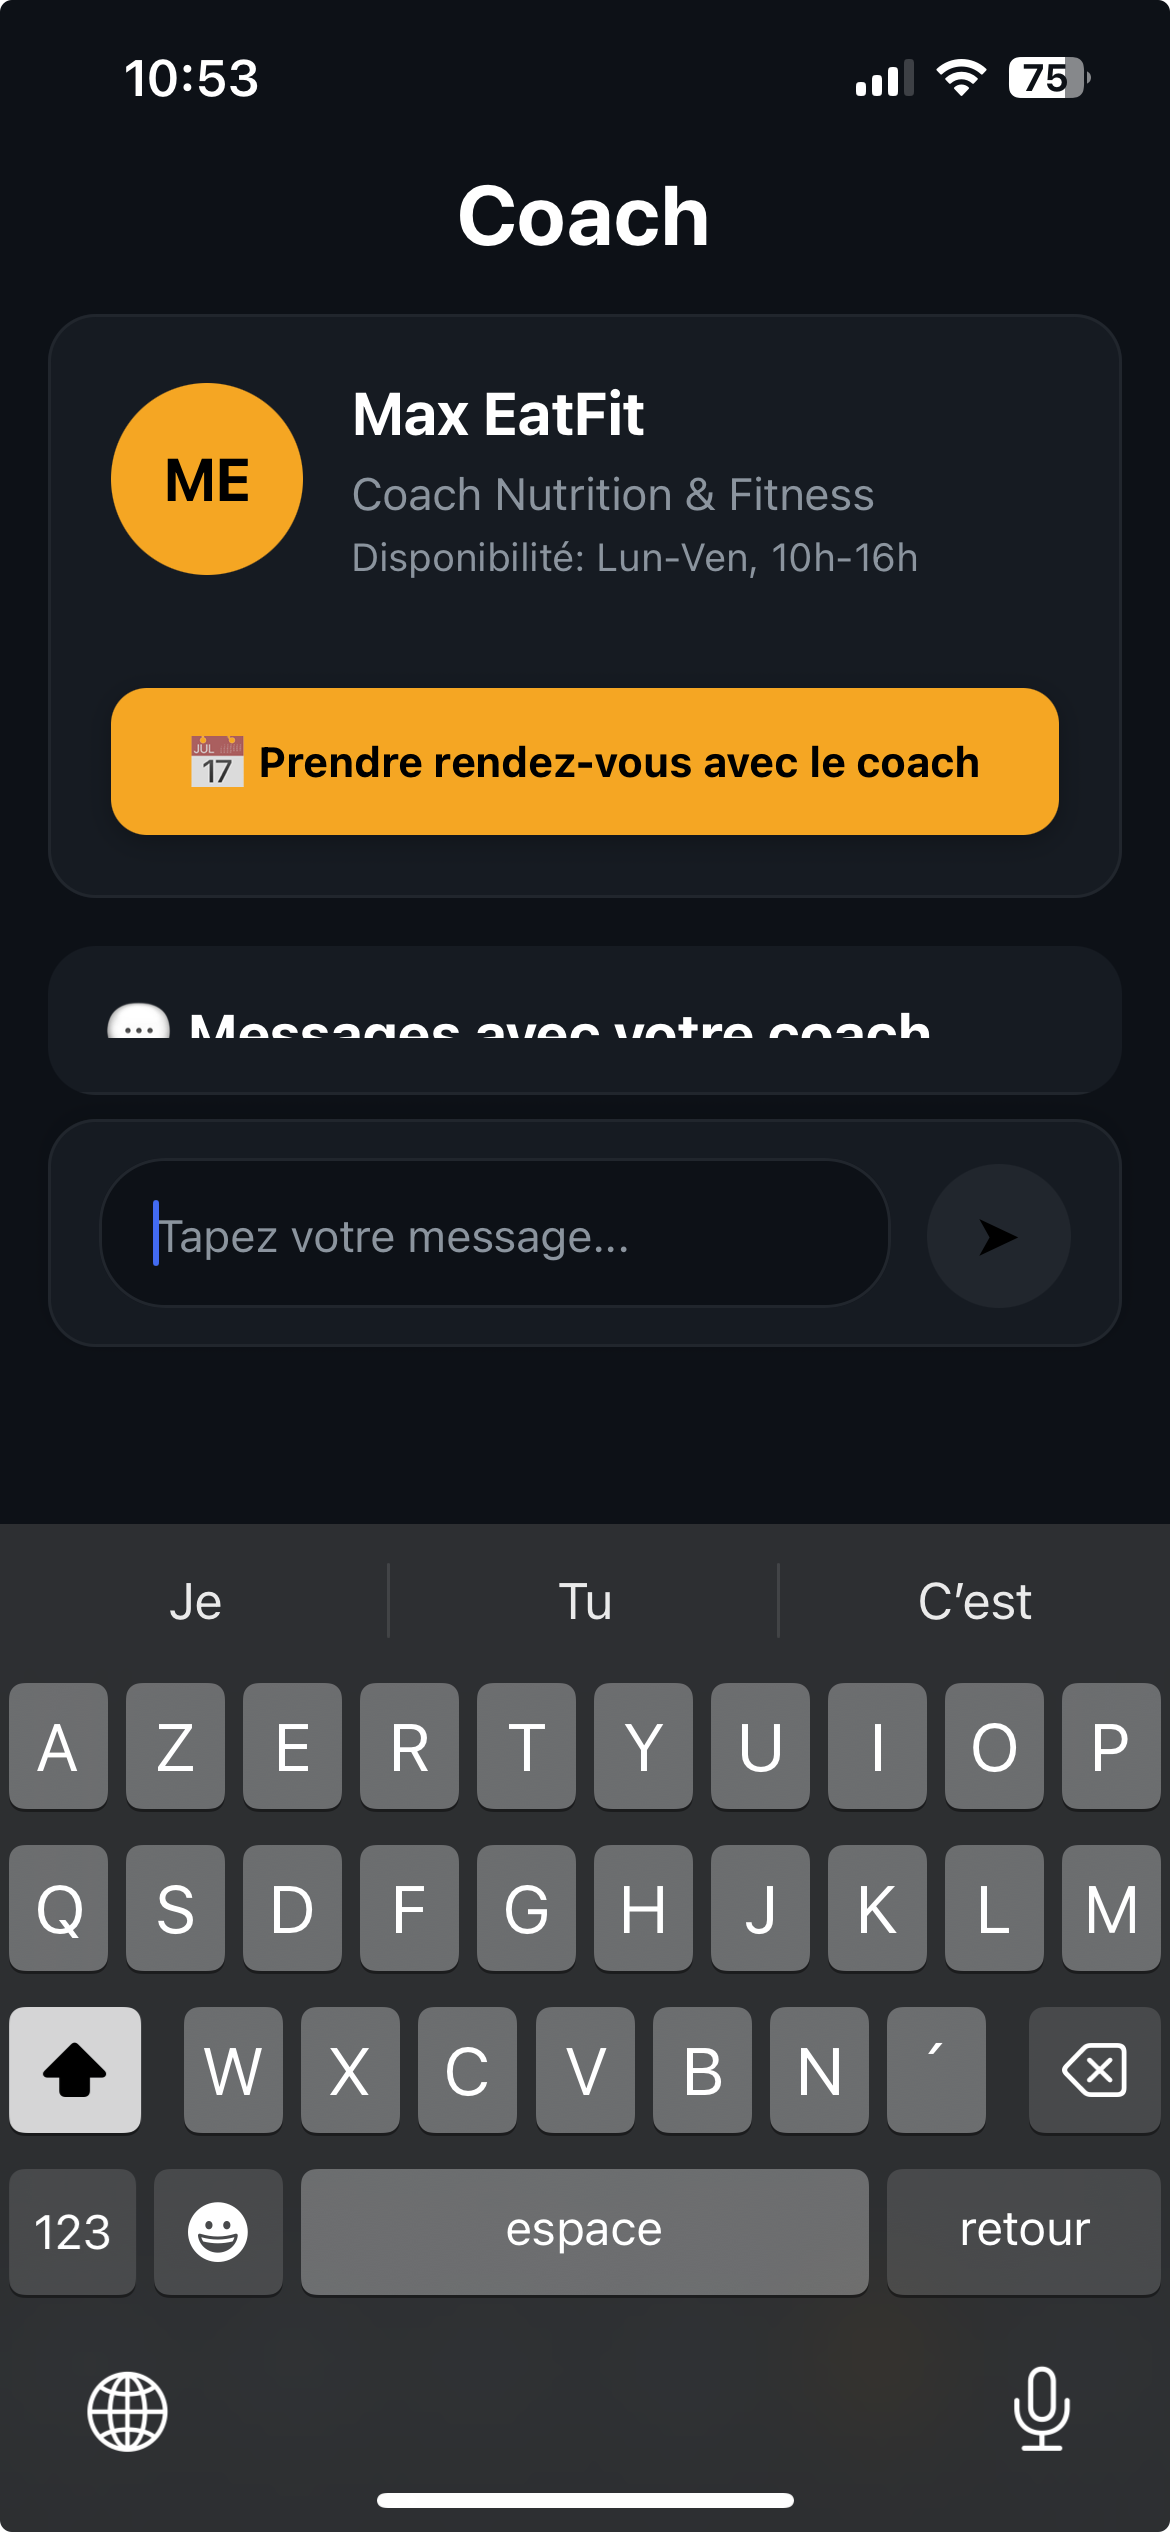 10:53
75
Coach
ME
Max EatFit
Coach Nutrition & Fitness
Disponibilité: Lun-Ven, 10h-16h
JUL
17
Prendre rendez-vous avec le coach
Messages avec votre coach
Tapez votre message...
Je
Tu
C’est
A Z E R T Y U I O P
Q S D F G H J K L M
W X C V B N ´
123
espace
retour